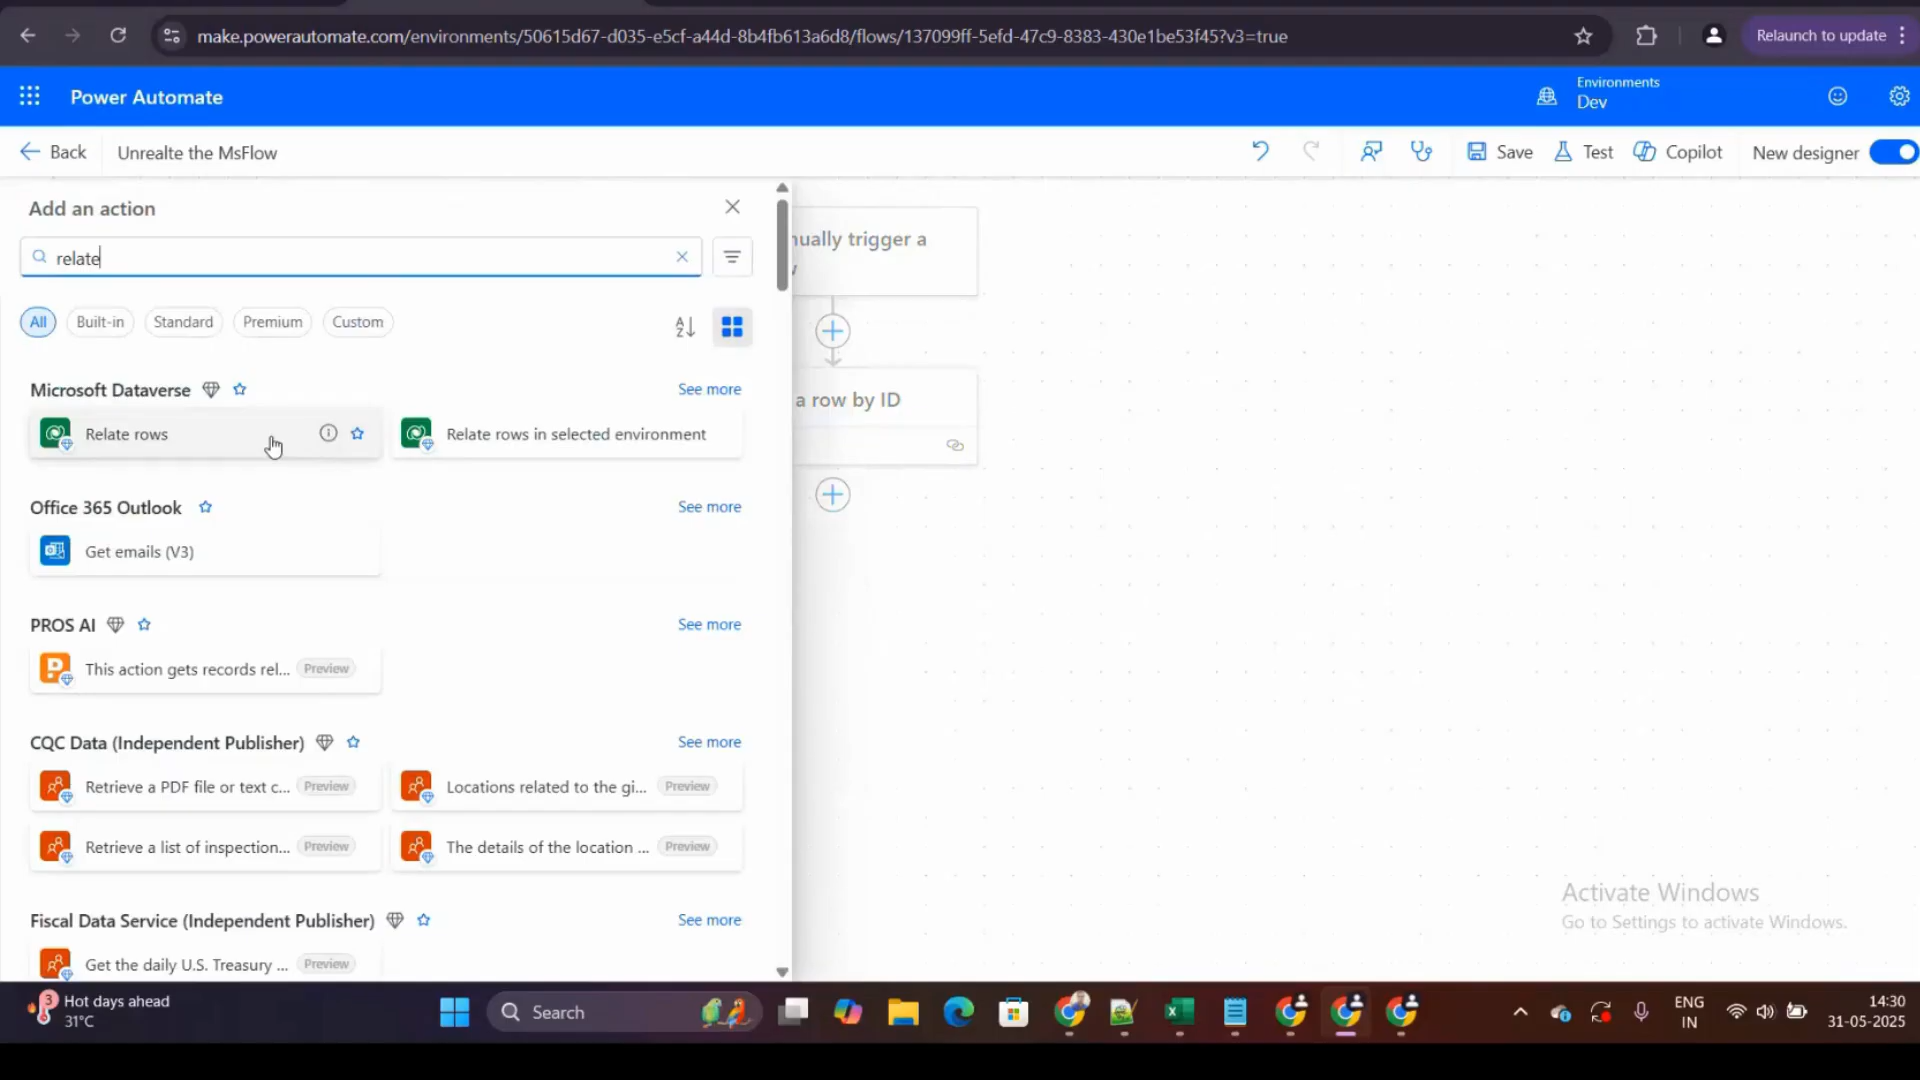 make.powerautomate.com/environments/50615d67-d035-e5cf-a44d-8b4fb613a6d8/flows/137099ff-5efd-47c9-8383-430e1be53f45?v3=true
Relaunch to update
Power Automate
Environments
Dev
Back
Unrealte the MsFlow
Save
Test
Copilot
New designer
Add an action
relate
All
Built-in
Standard
Premium
Custom
Microsoft Dataverse
See more
Relate rows
Relate rows in selected environment
Office 365 Outlook
See more
Get emails (V3)
PROS AI
See more
This action gets records rel...
Preview
CQC Data (Independent Publisher)
See more
Retrieve a PDF file or text c...
Preview
Locations related to the gi...
Preview
Retrieve a list of inspection...
Preview
The details of the location ...
Preview
Fiscal Data Service (Independent Publisher)
See more
Get the daily U.S. Treasury ...
Preview
nually trigger a
a row by ID
Activate Windows
Go to Settings to activate Windows.
3
Hot days ahead
31°C
Search
ENG
IN
14:30
31-05-2025